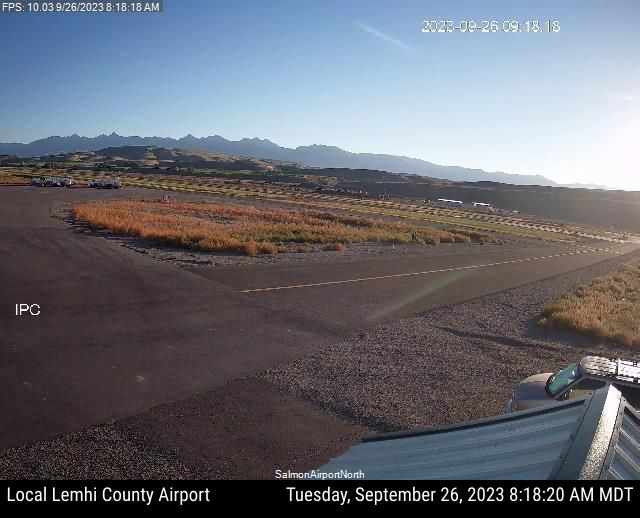 FPS: 10.03 9/26/2023 8:18:18 AM
2023-09-26 09:18:18
IPC
SalmonAirportNorth
Local Lemhi County Airport Tuesday, September 26, 2023 8:18:20 AM MDT